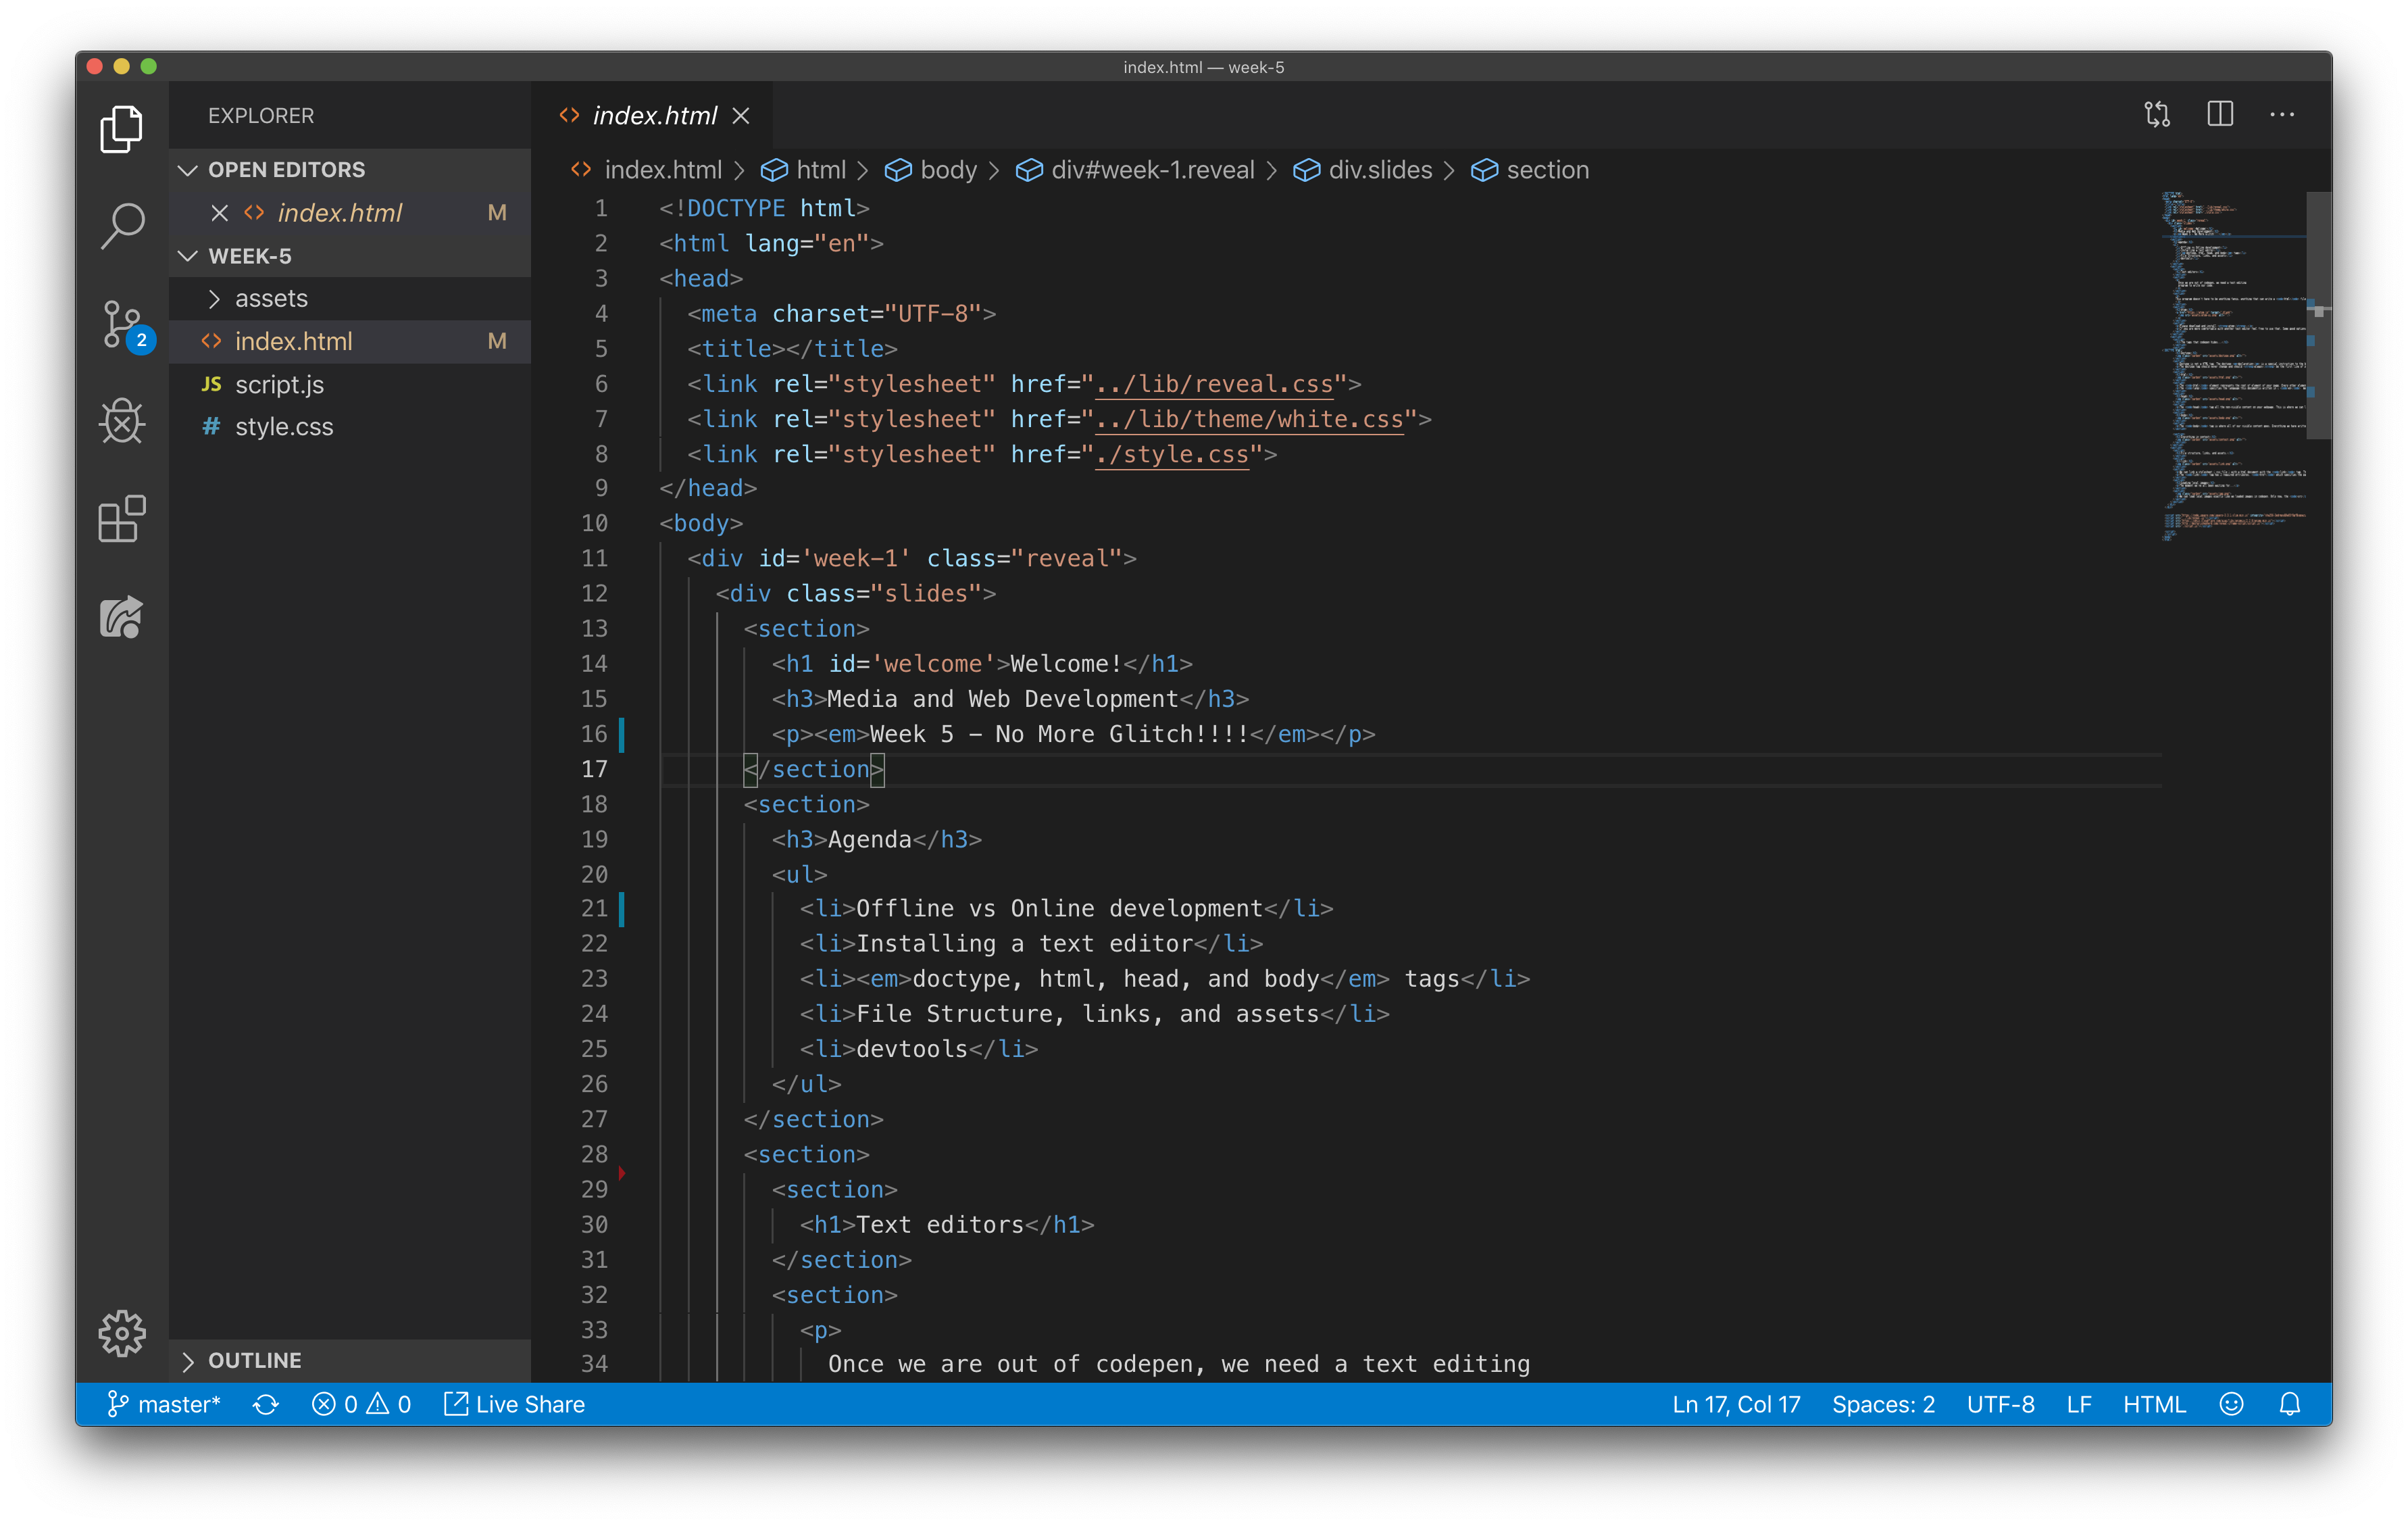 index.html — week-5
EXPLORER
OPEN EDITORS
index.html M
WEEK-5
assets
index.html M
JS script.js
# style.css
OUTLINE
2
index.html
index.html > html > body > div#week-1.reveal > div.slides > section
1 <!DOCTYPE html>
2 <html lang="en">
3 <head>
4 <meta charset="UTF-8">
5 <title></title>
6 <link rel="stylesheet" href="../lib/reveal.css">
7 <link rel="stylesheet" href="../lib/theme/white.css">
8 <link rel="stylesheet" href="./style.css">
9 </head>
10 <body>
11 <div id='week-1' class="reveal">
12 <div class="slides">
13 <section>
14 <h1 id='welcome'>Welcome!</h1>
15 <h3>Media and Web Development</h3>
16 <p><em>Week 5 - No More Glitch!!!!</em></p>
17 </section>
18 <section>
19 <h3>Agenda</h3>
20 <ul>
21 <li>Offline vs Online development</li>
22 <li>Installing a text editor</li>
23 <li><em>doctype, html, head, and body</em> tags</li>
24 <li>File Structure, links, and assets</li>
25 <li>devtools</li>
26 </ul>
27 </section>
28 <section>
29 <section>
30 <h1>Text editors</h1>
31 </section>
32 <section>
33 <p>
34 Once we are out of codepen, we need a text editing
master* 0 0 Live Share Ln 17, Col 17 Spaces: 2 UTF-8 LF HTML